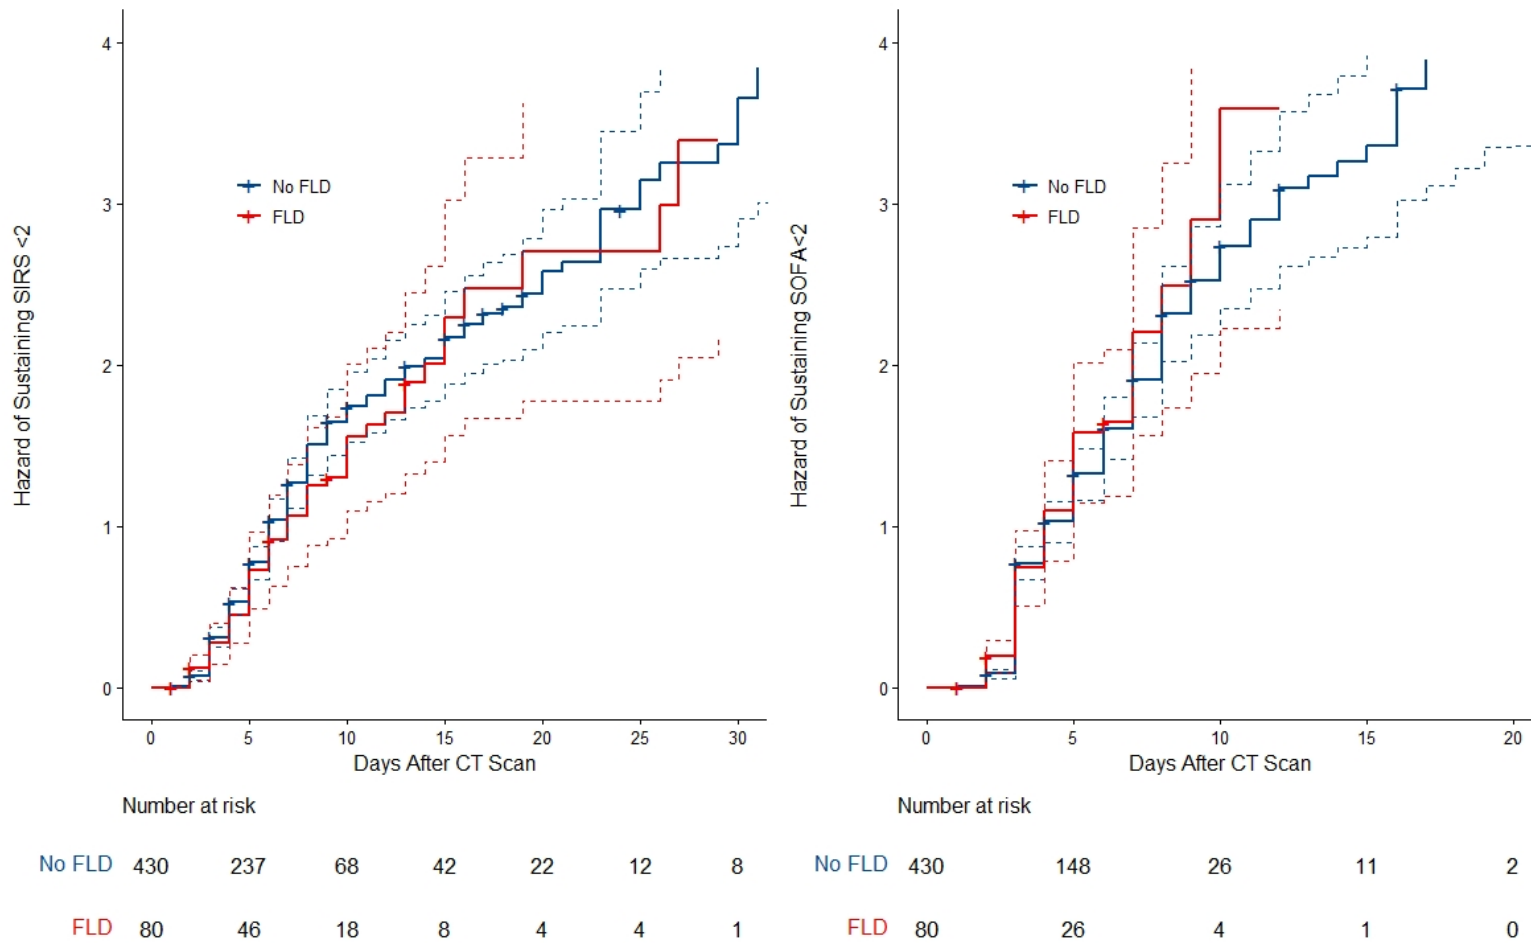 Hazard of Sustaining SIRS <2
4
3
2
1
0
No FLD
FLD
0 5 10 15 20 25 30
Days After CT Scan
Number at risk
No FLD 430 237 68 42 22 12 8
FLD 80 46 18 8 4 4 1
Hazard of Sustaining SOFA<2
4
3
2
1
0
No FLD
FLD
0 5 10 15 20
Days After CT Scan
Number at risk
No FLD 430 148 26 11 2
FLD 80 26 4 1 0